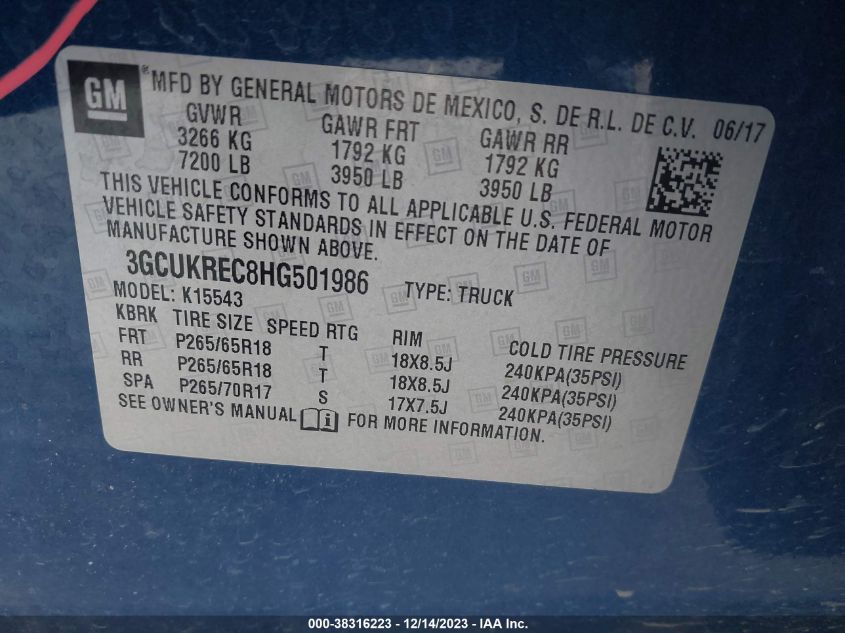 GM
®MFD BY GENERAL MOTORS DE MEXICO, S. DE R.L. DE C.V. 06/17
GVWR GAWR FRT GAWR RR
3266 KG 1792 KG 1792 KG
7200 LB 3950 LB 3950 LB
THIS VEHICLE CONFORMS TO ALL APPLICABLE U.S. FEDERAL MOTOR
VEHICLE SAFETY STANDARDS IN EFFECT ON THE DATE OF
MANUFACTURE SHOWN ABOVE.
3GCUKREC8HG501986 TYPE: TRUCK
MODEL: K15543
KBRK TIRE SIZE SPEED RTG RIM COLD TIRE PRESSURE
FRT P265/65R18 T 18X8.5J 240KPA(35PSI)
RR P265/65R18 T 18X8.5J 240KPA(35PSI)
SPA P265/70R17 S 17X7.5J 240KPA(35PSI)
SEE OWNER'S MANUAL FOR MORE INFORMATION.
000-38316223 - 12/14/2023 - IAA Inc.